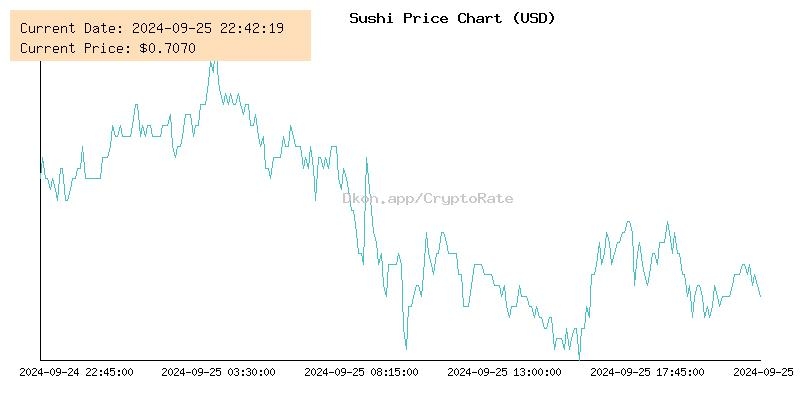 Sushi Price Chart (USD)
Current Date: 2024-09-25 22:42:19
Current Price: $0.7070
Dkon.app/CryptoRate
2024-09-24 22:45:00 2024-09-25 03:30:00 2024-09-25 08:15:00 2024-09-25 13:00:00 2024-09-25 17:45:00 2024-09-25